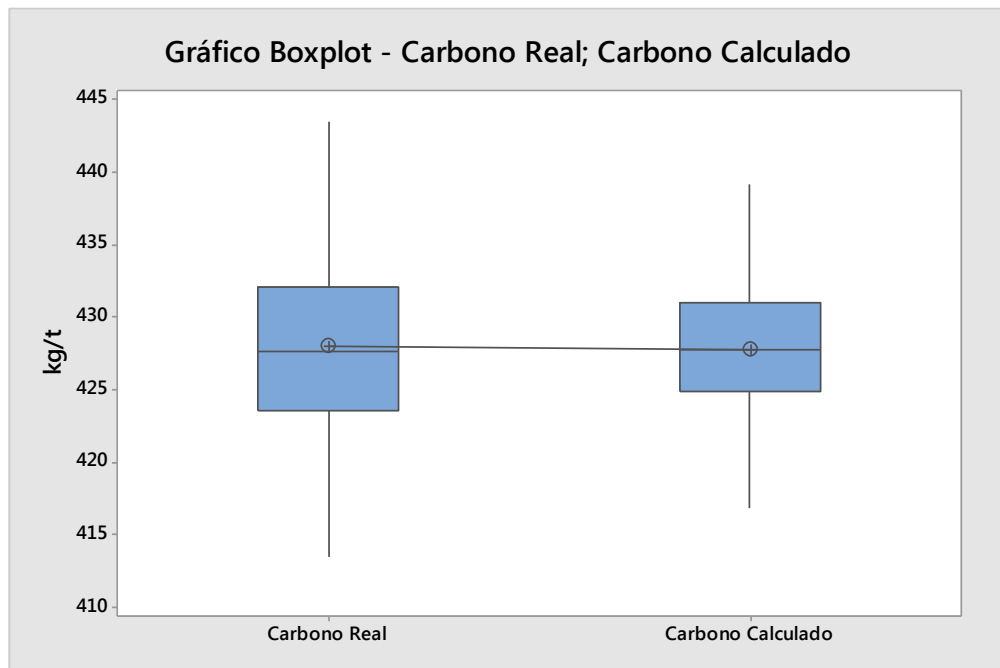 Gráfico Boxplot - Carbono Real; Carbono Calculado
445
440
435
430
425
420
415
410
kg/t
Carbono Real
Carbono Calculado